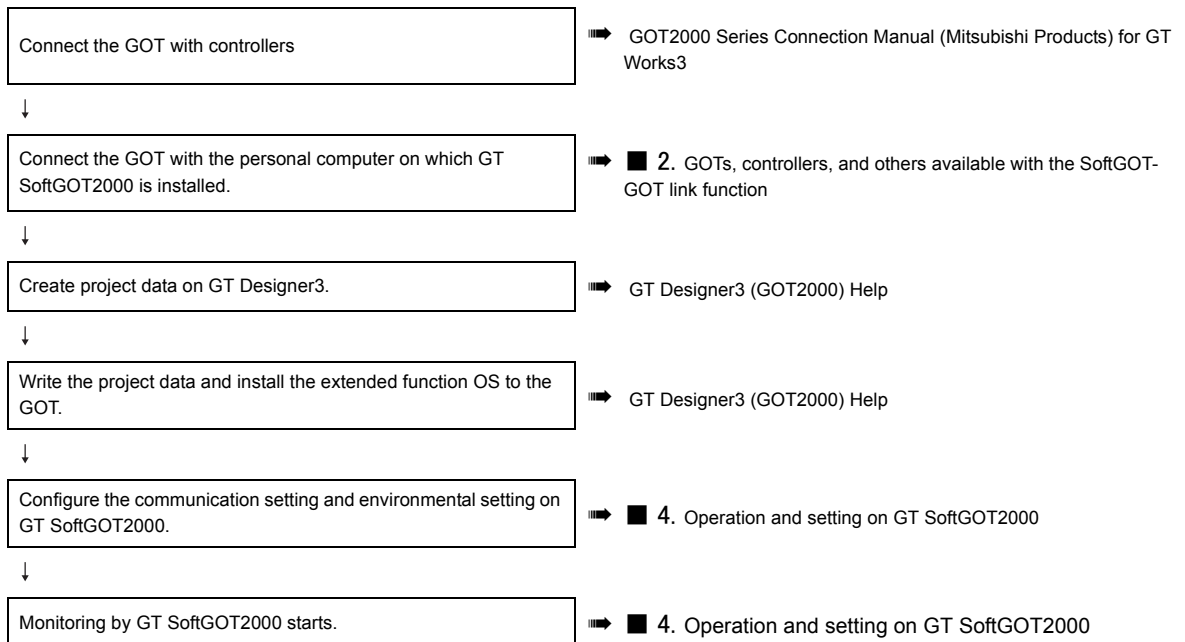 Connect the GOT with controllers
GOT2000 Series Connection Manual (Mitsubishi Products) for GT
Works3
↓
Connect the GOT with the personal computer on which GT
SoftGOT2000 is installed.
■ 2. GOTs, controllers, and others available with the SoftGOT-
GOT link function
↓
Create project data on GT Designer3.
GT Designer3 (GOT2000) Help
↓
Write the project data and install the extended function OS to the
GOT.
GT Designer3 (GOT2000) Help
↓
Configure the communication setting and environmental setting on
GT SoftGOT2000.
■ 4. Operation and setting on GT SoftGOT2000
↓
Monitoring by GT SoftGOT2000 starts.
■ 4. Operation and setting on GT SoftGOT2000